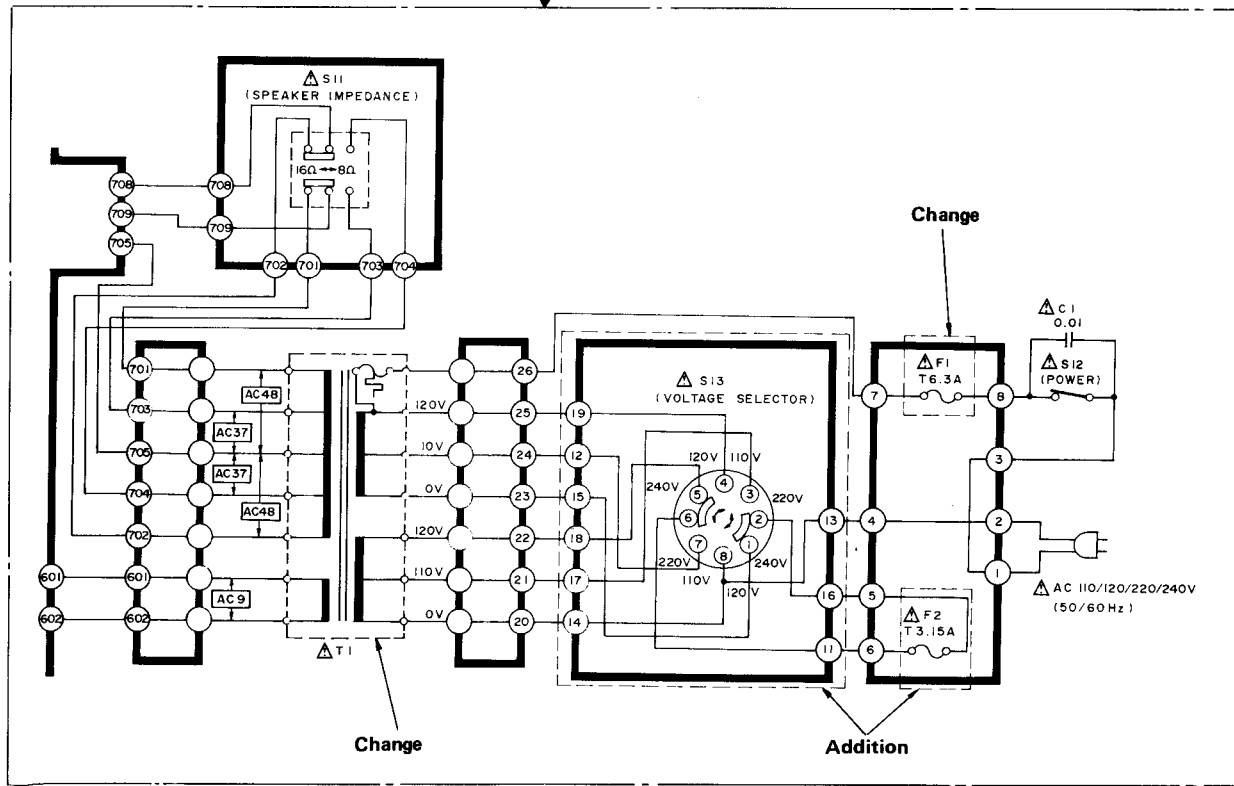 ⚠ S11
(SPEAKER IMPEDANCE)
16Ω ↔ 8Ω
708
709
705
708
709
702
701
703
704
Change
⚠ C1
0.01
⚠ S12
(POWER)
⚠ F1
T6.3A
7
8
3
2
1
4
5
6
⚠ F2
T3.15A
⚠ AC 110/120/220/240V
(50/60Hz)
⚠ S13
(VOLTAGE SELECTOR)
19
12
15
18
17
14
13
16
11
120V
110V
240V
220V
220V
110V
120V
240V
4
5
3
6
2
7
8
1
26
25
24
23
22
21
20
120V
10V
0V
120V
110V
0V
701
703
705
704
702
601
601
602
602
AC48
AC37
AC37
AC48
AC9
⚠ T1
Change
Addition